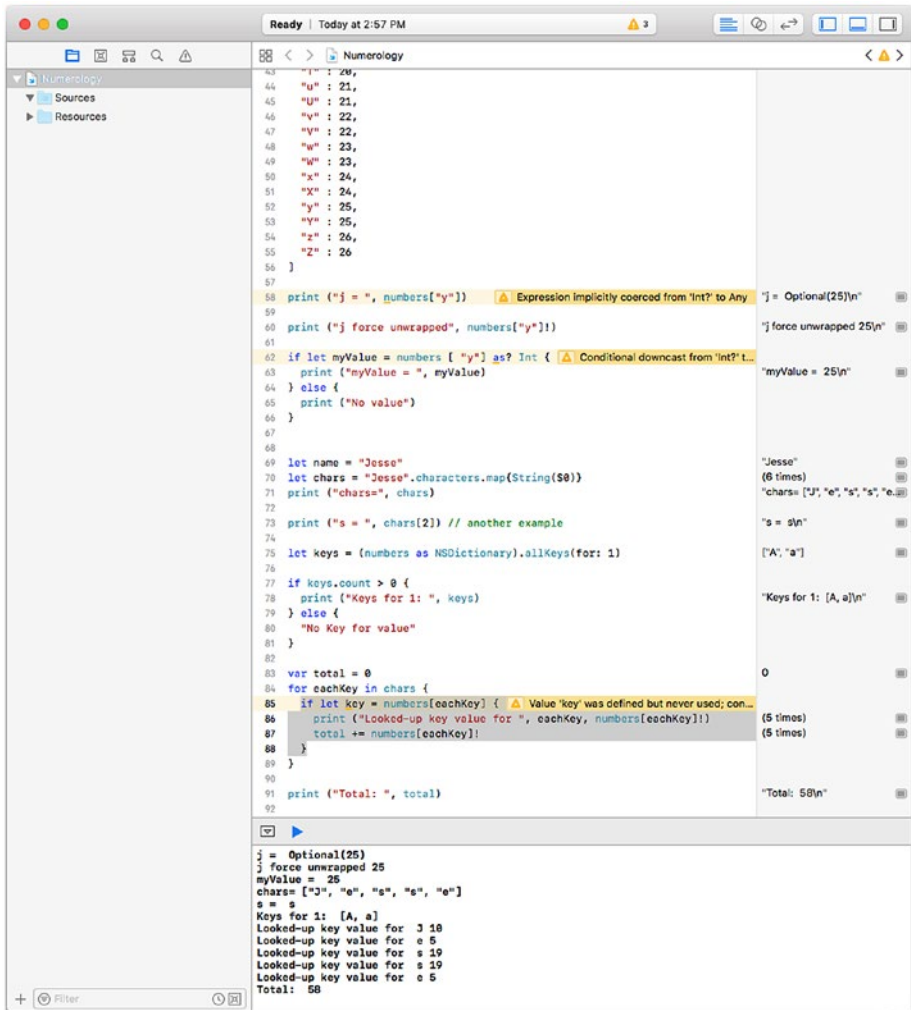 Ready | Today at 2:57 PM
3
Numerology
Numerology
Sources
Resources
43 "T" : 20,
44 "u" : 21,
45 "U" : 21,
46 "v" : 22,
47 "V" : 22,
48 "w" : 23,
49 "W" : 23,
50 "x" : 24,
51 "X" : 24,
52 "y" : 25,
53 "Y" : 25,
54 "z" : 26,
55 "Z" : 26
56 ]
57
58 print ("j = ", numbers["y"]) Expression implicitly coerced from 'Int?' to Any "j = Optional(25)\n"
59
60 print ("j force unwrapped", numbers["y"]!) "j force unwrapped 25\n"
61
62 if let myValue = numbers [ "y"] as? Int { Conditional downcast from 'Int?' t...
63 print ("myValue = ", myValue) "myValue = 25\n"
64 } else {
65 print ("No value")
66 }
67
68
69 let name = "Jesse" "Jesse"
70 let chars = "Jesse".characters.map{String($0)} (6 times)
71 print ("chars=", chars) "chars= ["J", "e", "s", "s", "e...
72
73 print ("s = ", chars[2]) // another example "s = s\n"
74
75 let keys = (numbers as NSDictionary).allKeys(for: 1) ["A", "a"]
76
77 if keys.count > 0 {
78 print ("Keys for 1: ", keys) "Keys for 1: [A, a]\n"
79 } else {
80 "No Key for value"
81 }
82
83 var total = 0 0
84 for eachKey in chars {
85 if let key = numbers[eachKey] { Value 'key' was defined but never used; con...
86 print ("Looked-up key value for ", eachKey, numbers[eachKey]!) (5 times)
87 total += numbers[eachKey]! (5 times)
88 }
89 }
90
91 print ("Total: ", total) "Total: 58\n"
92
j = Optional(25)
j force unwrapped 25
myValue = 25
chars= ["J", "e", "s", "s", "e"]
s = s
Keys for 1: [A, a]
Looked-up key value for J 10
Looked-up key value for e 5
Looked-up key value for s 19
Looked-up key value for s 19
Looked-up key value for e 5
Total: 58
Filter